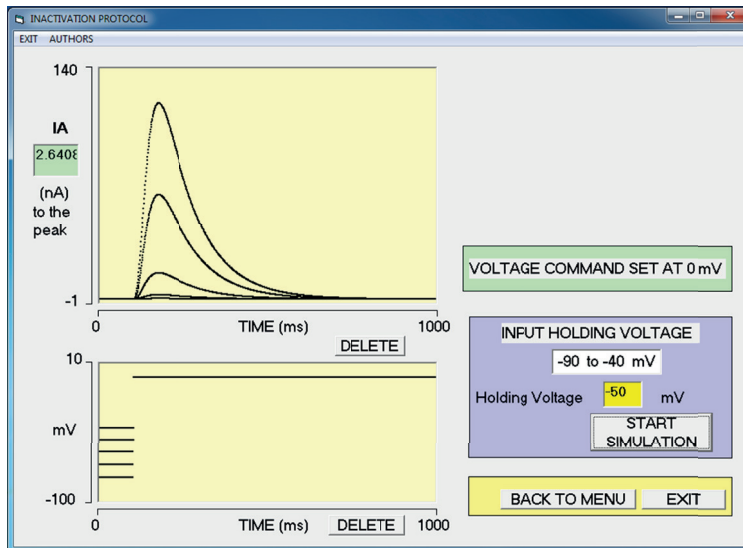 INACTIVATION PROTOCOL
EXIT AUTHORS
140
IA
2.6408
(nA)
to the
peak
-1
0 TIME (ms) 1000
DELETE
10
mV
-100
0 TIME (ms) DELETE 1000
VOLTAGE COMMAND SET AT 0 mV
INPUT HOLDING VOLTAGE
-90 to -40 mV
Holding Voltage -50 mV
START
SIMULATION
BACK TO MENU EXIT